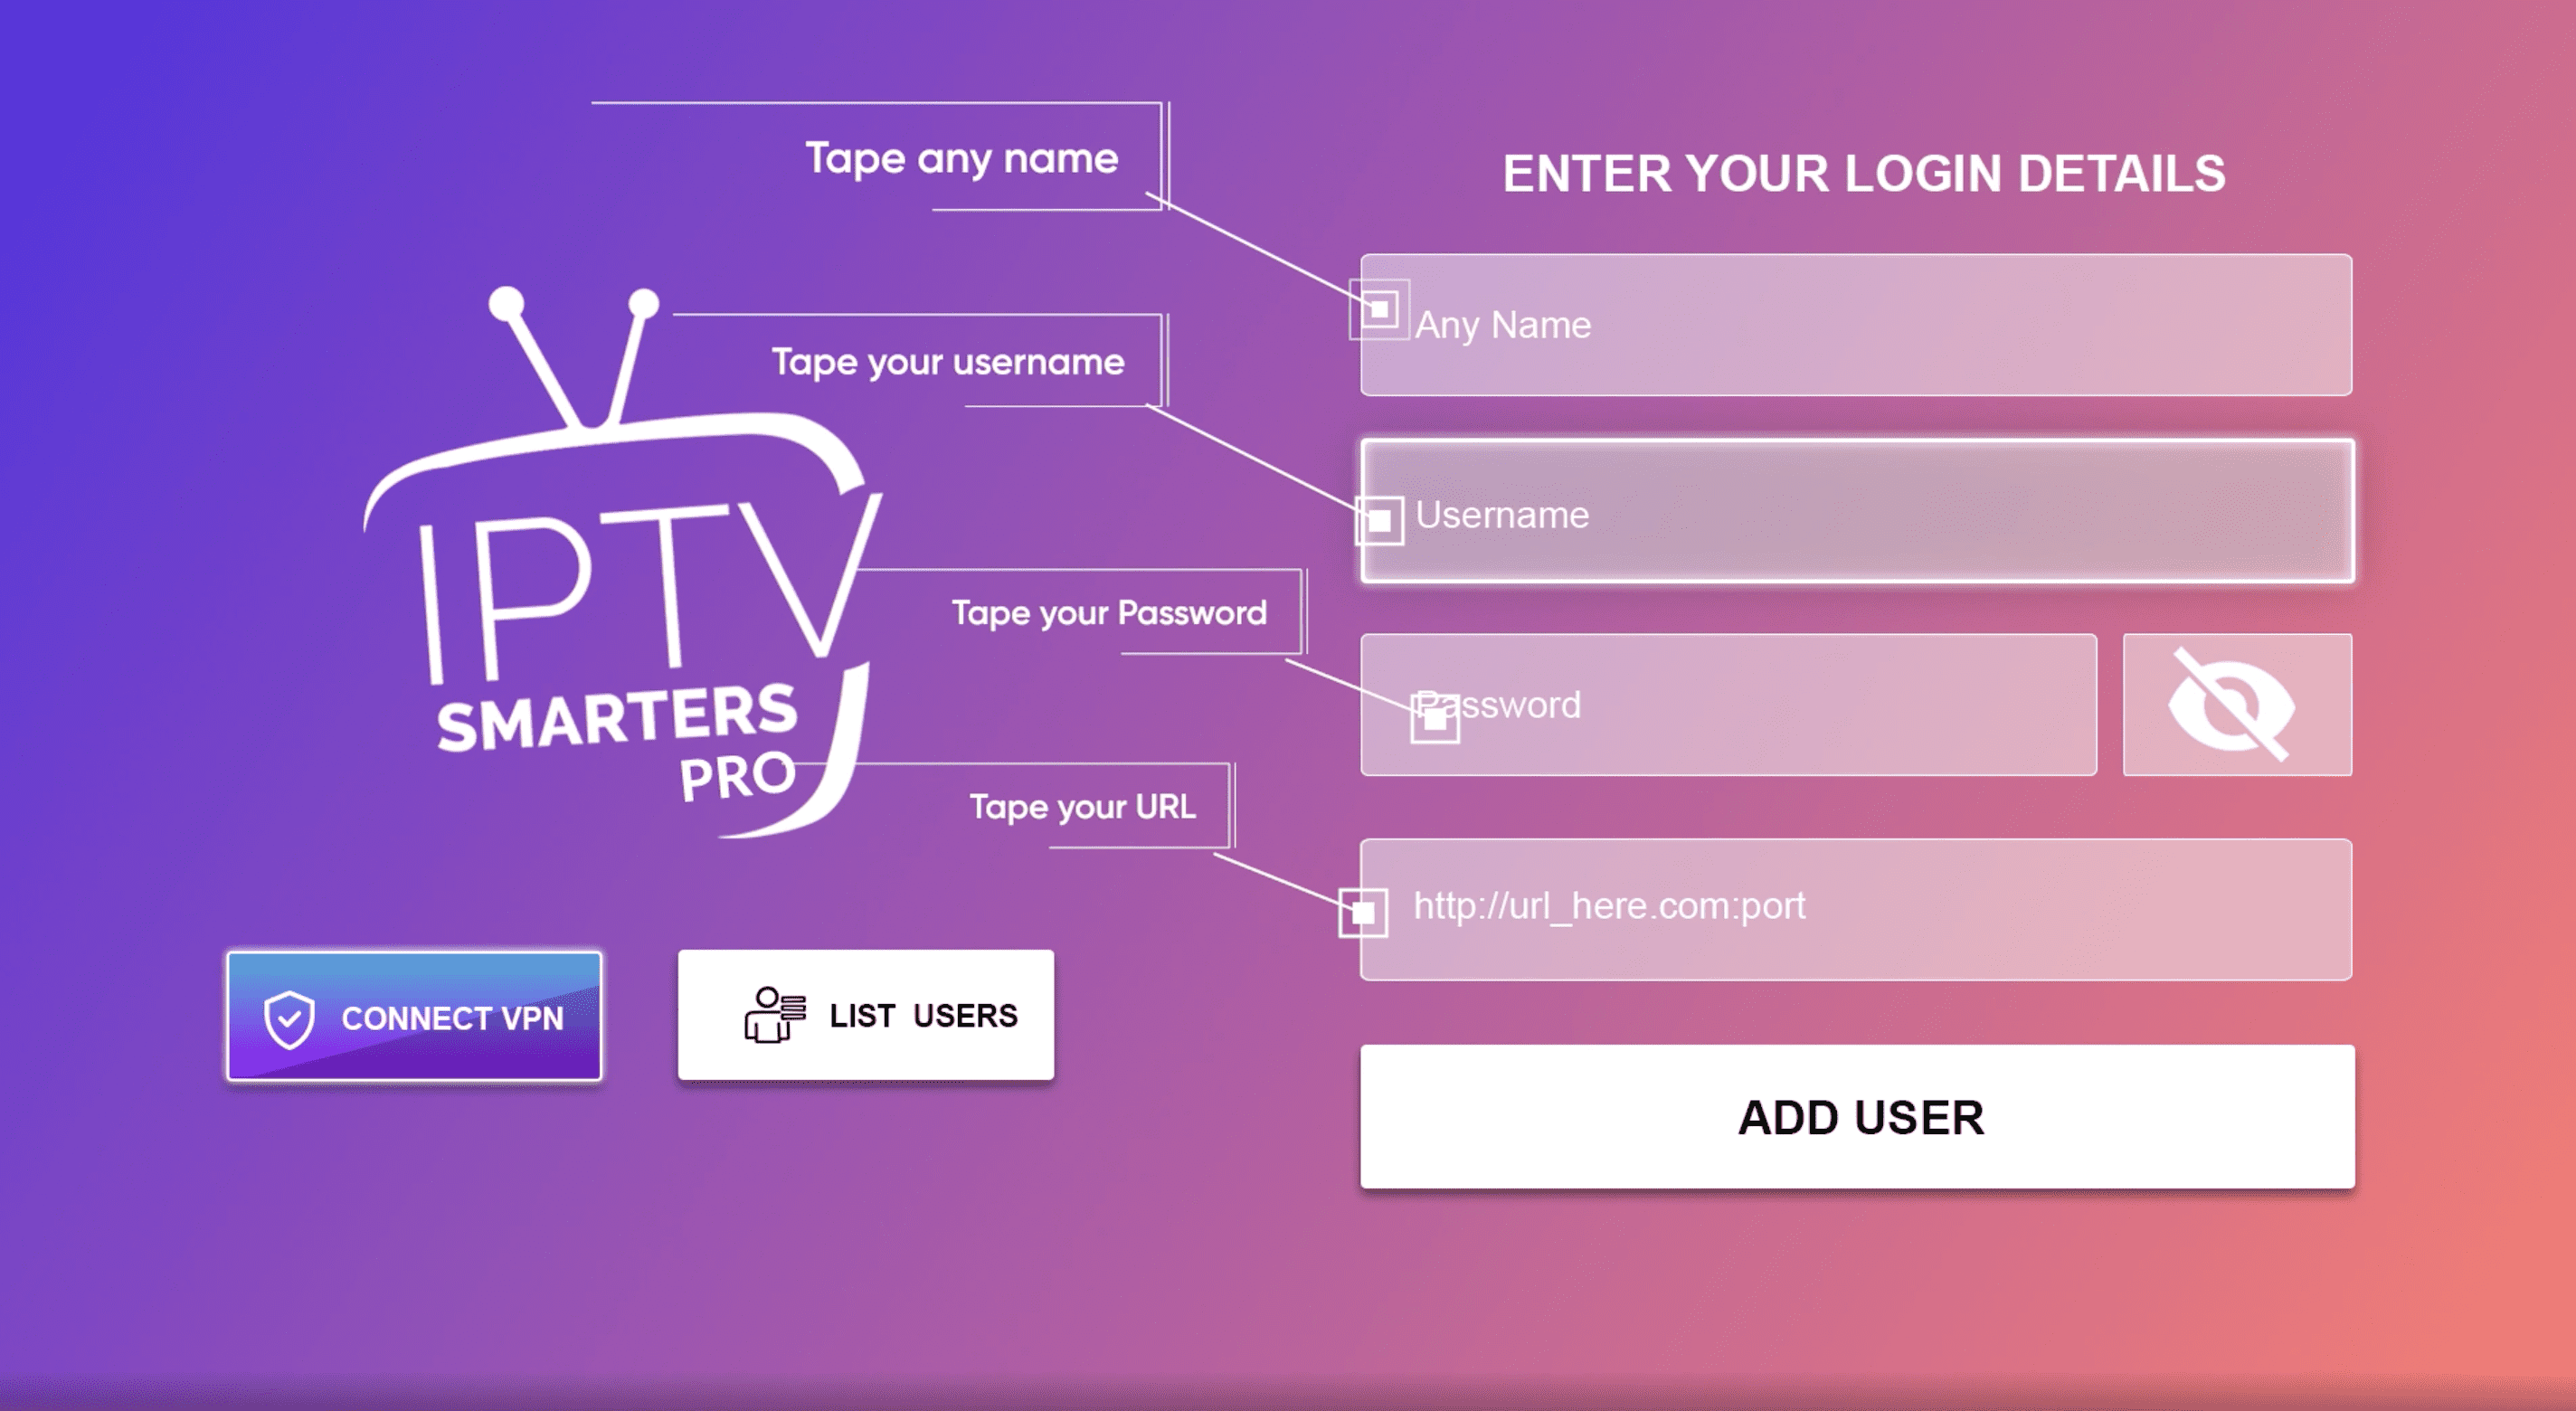 Tape any name
ENTER YOUR LOGIN DETAILS
Any Name
Tape your username
Username
IPTV
SMARTERS
PRO
Tape your Password
Password
Tape your URL
http://url_here.com:port
CONNECT VPN
LIST USERS
ADD USER